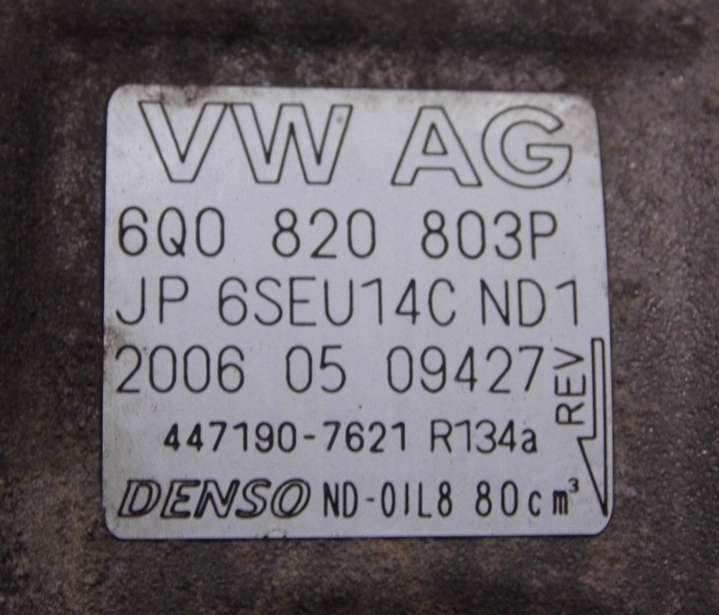 VW AG
6Q0 820 803P
JP 6SEU14C ND1
2006 05 09427
REV
447190-7621 R134a
DENSO ND-OIL8 80cm³